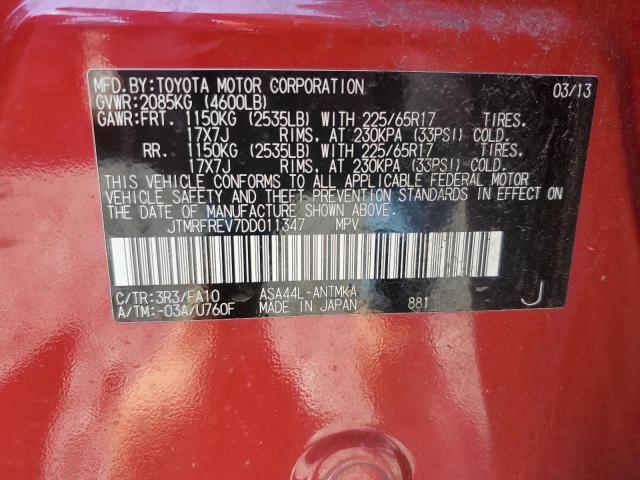 MFD.BY:TOYOTA MOTOR CORPORATION 03/13
GVWR:2085KG (4600LB)
GAWR:FRT. 1150KG (2535LB) WITH 225/65R17 TIRES.
17X7J RIMS, AT 230KPA (33PSI) COLD.
RR. 1150KG (2535LB) WITH 225/65R17 TIRES.
17X7J RIMS, AT 230KPA (33PSI) COLD.
THIS VEHICLE CONFORMS TO ALL APPLICABLE FEDERAL MOTOR
VEHICLE SAFETY AND THEFT PREVENTION STANDARDS IN EFFECT ON
THE DATE OF MANUFACTURE SHOWN ABOVE.
JTMRFREV7DD011347 MPV
C/TR:3R3/FA10 ASA44L-ANTMKA
A/TM:-03A/U760F MADE IN JAPAN 881 J